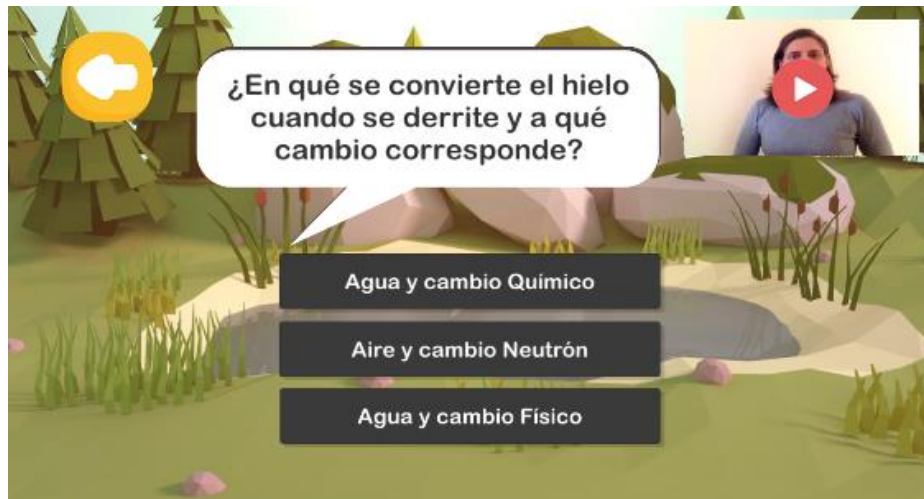 ¿En qué se convierte el hielo
cuando se derrite y a qué
cambio corresponde?
Agua y cambio Químico
Aire y cambio Neutrón
Agua y cambio Físico